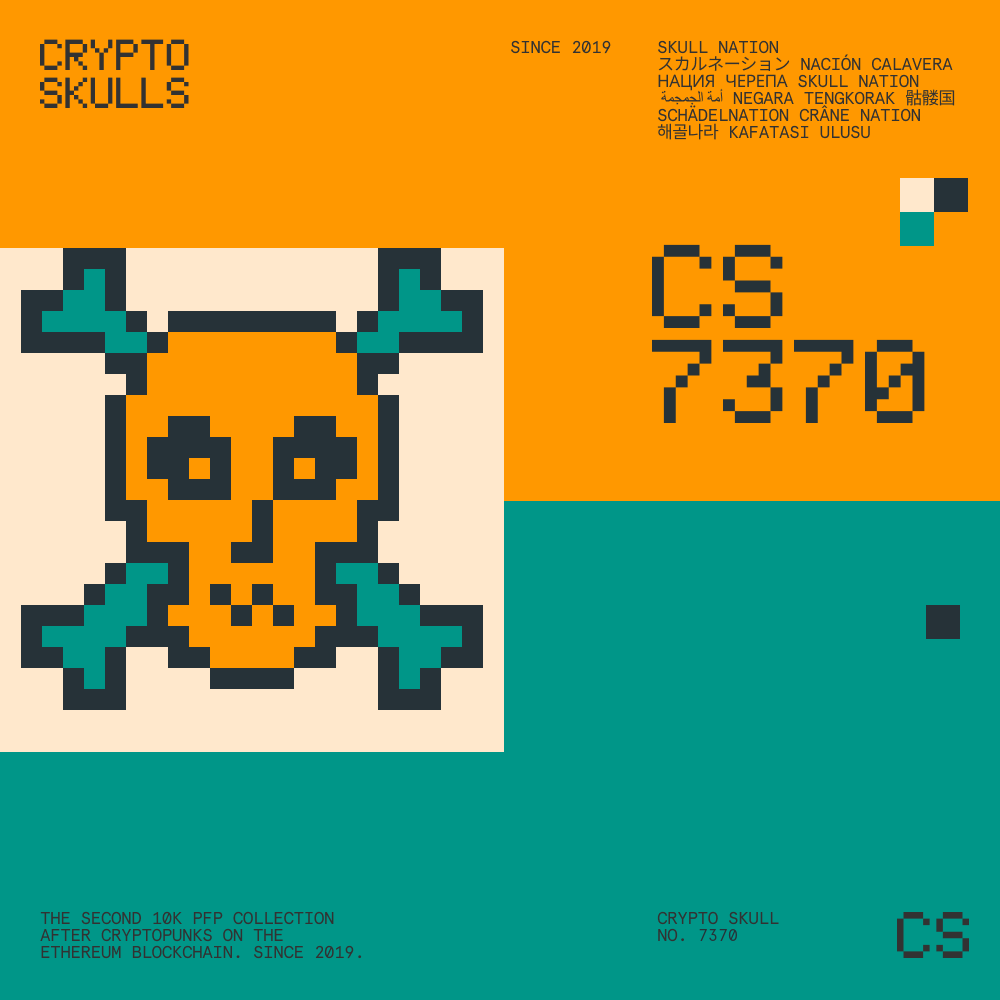 CRYPTO
SKULLS
SINCE 2019
SKULL NATION
スカルネーション NACIÓN CALAVERA
НАЦИЯ ЧЕРЕПА SKULL NATION
أمة الجمجمة NEGARA TENGKORAK 骷髅国
SCHÄDELNATION CRÂNE NATION
해골나라 KAFATASI ULUSU
CS
7370
THE SECOND 10K PFP COLLECTION
AFTER CRYPTOPUNKS ON THE
ETHEREUM BLOCKCHAIN. SINCE 2019.
CRYPTO SKULL
NO. 7370
CS